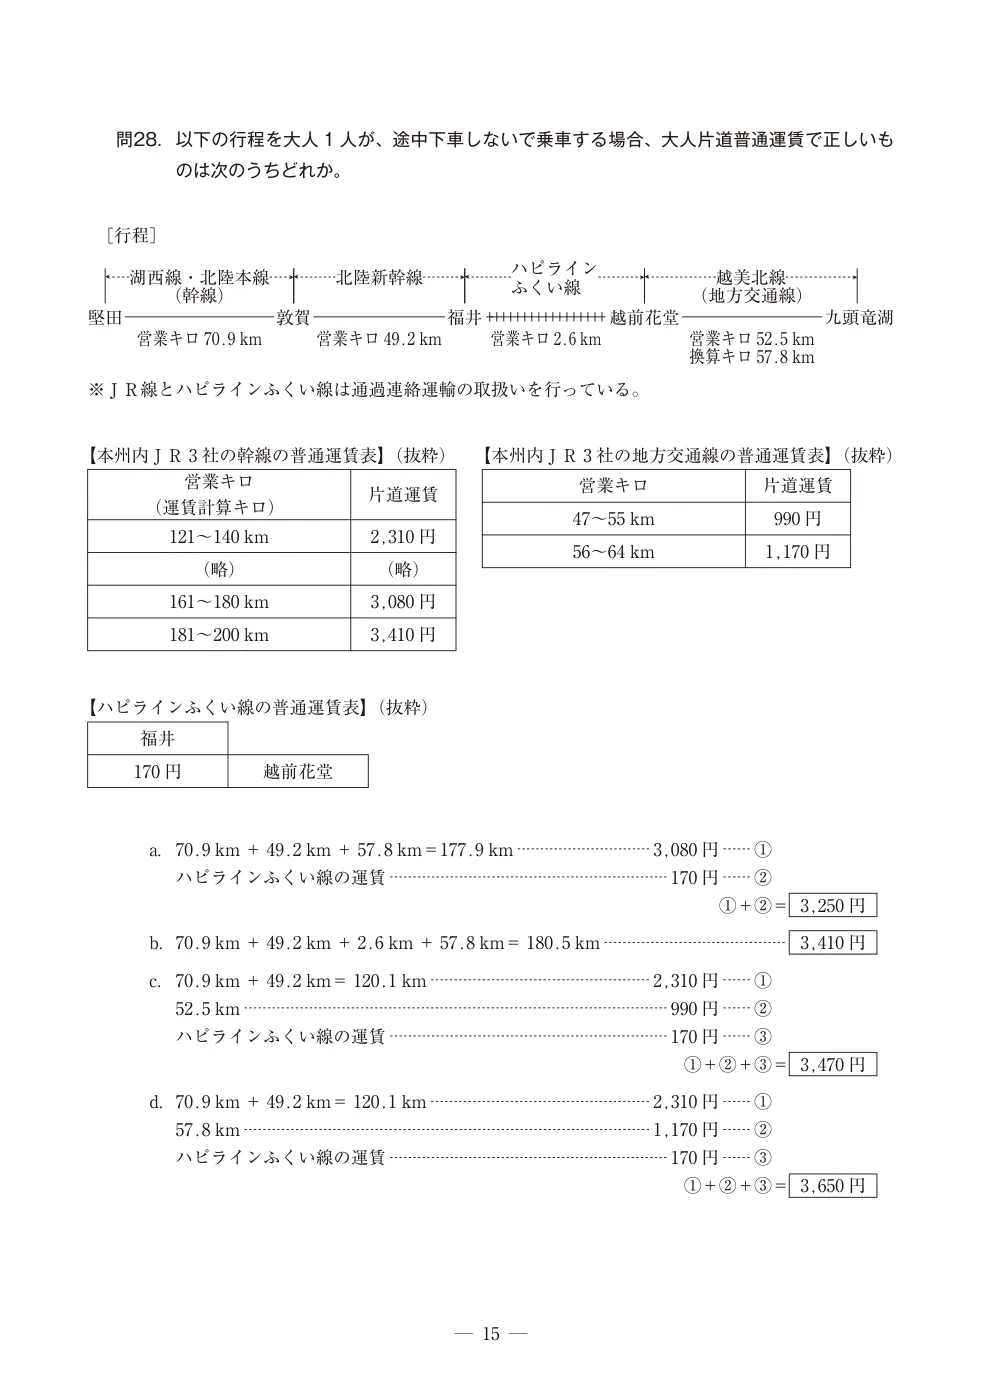 問28. 以下の行程を大人1人が、途中下車しないで乗車する場合、大人片道普通運賃で正しいも
のは次のうちどれか。
［行程］
湖西線・北陸本線 北陸新幹線 ハピライン 越美北線
（幹線） ふくい線 （地方交通線）
堅田 敦賀 福井 越前花堂 九頭竜湖
営業キロ 70.9 km 営業キロ 49.2 km 営業キロ 2.6 km 営業キロ 52.5 km
換算キロ 57.8 km
※ＪＲ線とハピラインふくい線は通過連絡運輸の取扱いを行っている。
【本州内ＪＲ３社の幹線の普通運賃表】（抜粋）
営業キロ
（運賃計算キロ） 片道運賃
121～140 km 2,310 円
（略） （略）
161～180 km 3,080 円
181～200 km 3,410 円
【本州内ＪＲ３社の地方交通線の普通運賃表】（抜粋）
営業キロ 片道運賃
47～55 km 990 円
56～64 km 1,170 円
【ハピラインふくい線の普通運賃表】（抜粋）
福井
170 円 越前花堂
a. 70.9 km + 49.2 km + 57.8 km＝177.9 km 3,080 円 ①
ハピラインふくい線の運賃 170 円 ②
①＋②＝ 3,250 円
b. 70.9 km + 49.2 km + 2.6 km + 57.8 km＝ 180.5 km 3,410 円
c. 70.9 km + 49.2 km＝ 120.1 km 2,310 円 ①
52.5 km 990 円 ②
ハピラインふくい線の運賃 170 円 ③
①＋②＋③＝ 3,470 円
d. 70.9 km + 49.2 km＝ 120.1 km 2,310 円 ①
57.8 km 1,170 円 ②
ハピラインふくい線の運賃 170 円 ③
①＋②＋③＝ 3,650 円
― 15 ―